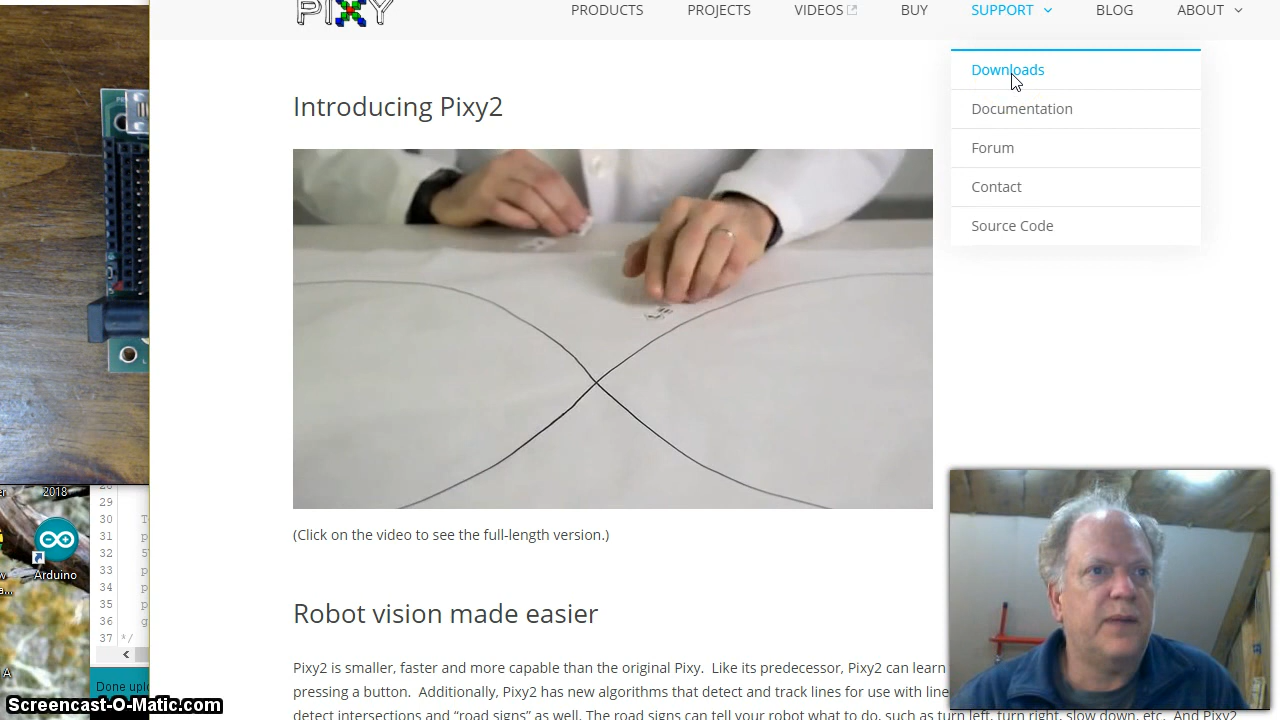 PIXY
PRODUCTS
PROJECTS
VIDEOS
BUY
SUPPORT
BLOG
ABOUT
Downloads
Documentation
Forum
Contact
Source Code
Introducing Pixy2
(Click on the video to see the full-length version.)
Robot vision made easier
Pixy2 is smaller, faster and more capable than the original Pixy. Like its predecessor, Pixy2 can learn
pressing a button. Additionally, Pixy2 has new algorithms that detect and track lines for use with line
detect intersections and “road signs” as well. The road signs can tell your robot what to do, such as turn left, turn right, slow down, etc. And Pixy2
2018
Arduino
28
29
30 T
31 p
32 5
33 p
34 p
35 p
36 g
37 */
Done uplo
A
Screencast-O-Matic.com